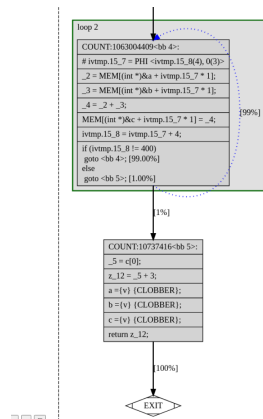 loop 2
COUNT:1063004409<bb 4>:
# ivtmp.15_7 = PHI <ivtmp.15_8(4), 0(3)>
_2 = MEM[(int *)&a + ivtmp.15_7 * 1];
_3 = MEM[(int *)&b + ivtmp.15_7 * 1];
_4 = _2 + _3;
MEM[(int *)&c + ivtmp.15_7 * 1] = _4;
ivtmp.15_8 = ivtmp.15_7 + 4;
if (ivtmp.15_8 != 400)
goto <bb 4>; [99.00%]
else
goto <bb 5>; [1.00%]
[99%]
[1%]
COUNT:10737416<bb 5>:
_5 = c[0];
z_12 = _5 + 3;
a ={v} {CLOBBER};
b ={v} {CLOBBER};
c ={v} {CLOBBER};
return z_12;
[100%]
EXIT